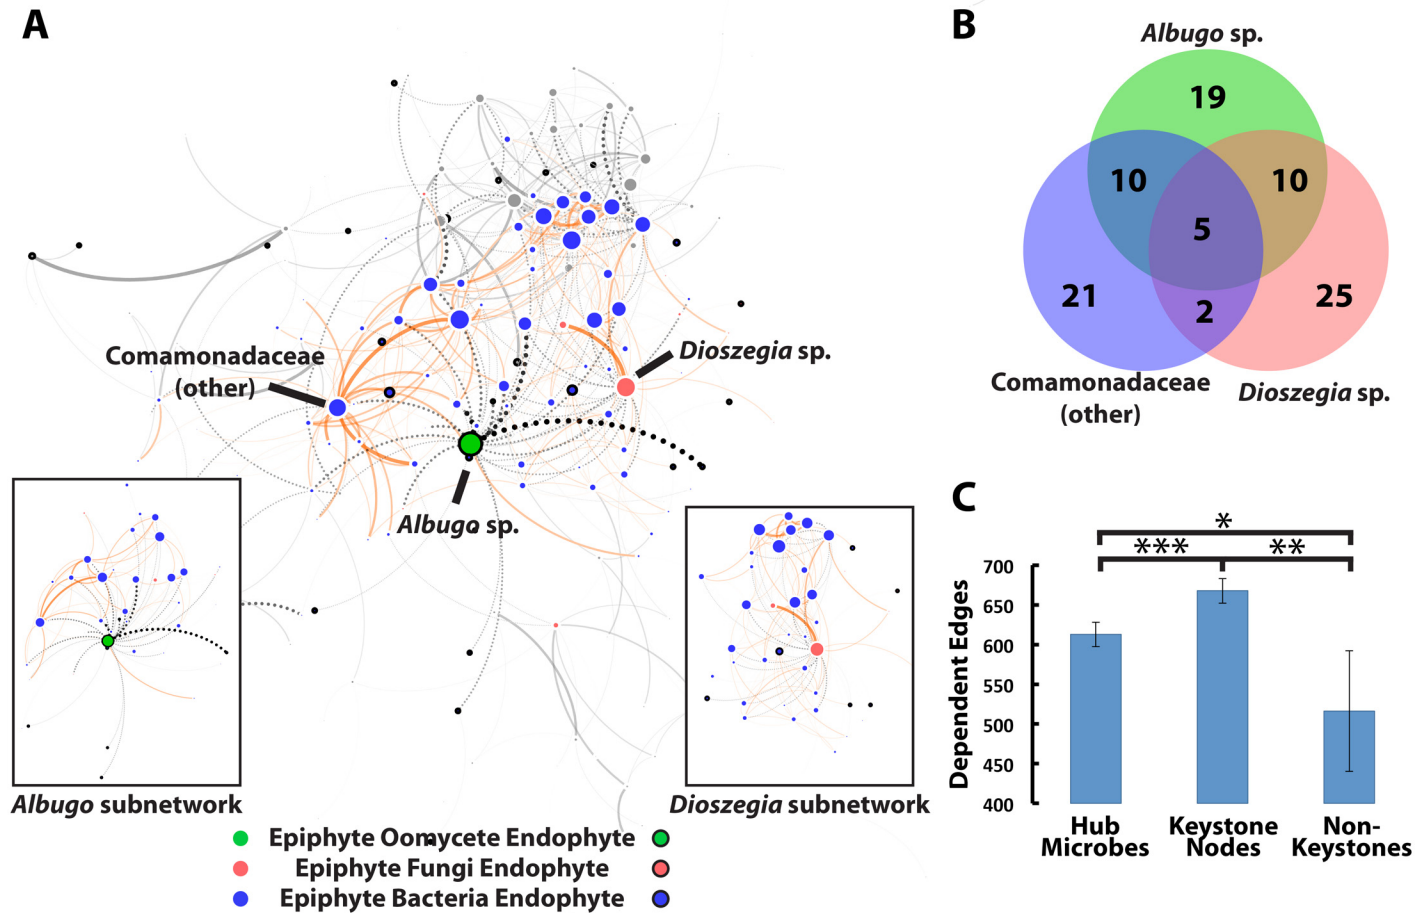 A
Comamonadaceae
(other)
Dioszegia sp.
Albugo sp.
Albugo subnetwork
Dioszegia subnetwork
Epiphyte Oomycete Endophyte
Epiphyte Fungi Endophyte
Epiphyte Bacteria Endophyte
B
Albugo sp.
19
10
10
5
21
2
25
Comamonadaceae
(other)
Dioszegia sp.
C
*
***
**
Dependent Edges
700
650
600
550
500
450
400
Hub
Microbes
Keystone
Nodes
Non-
Keystones